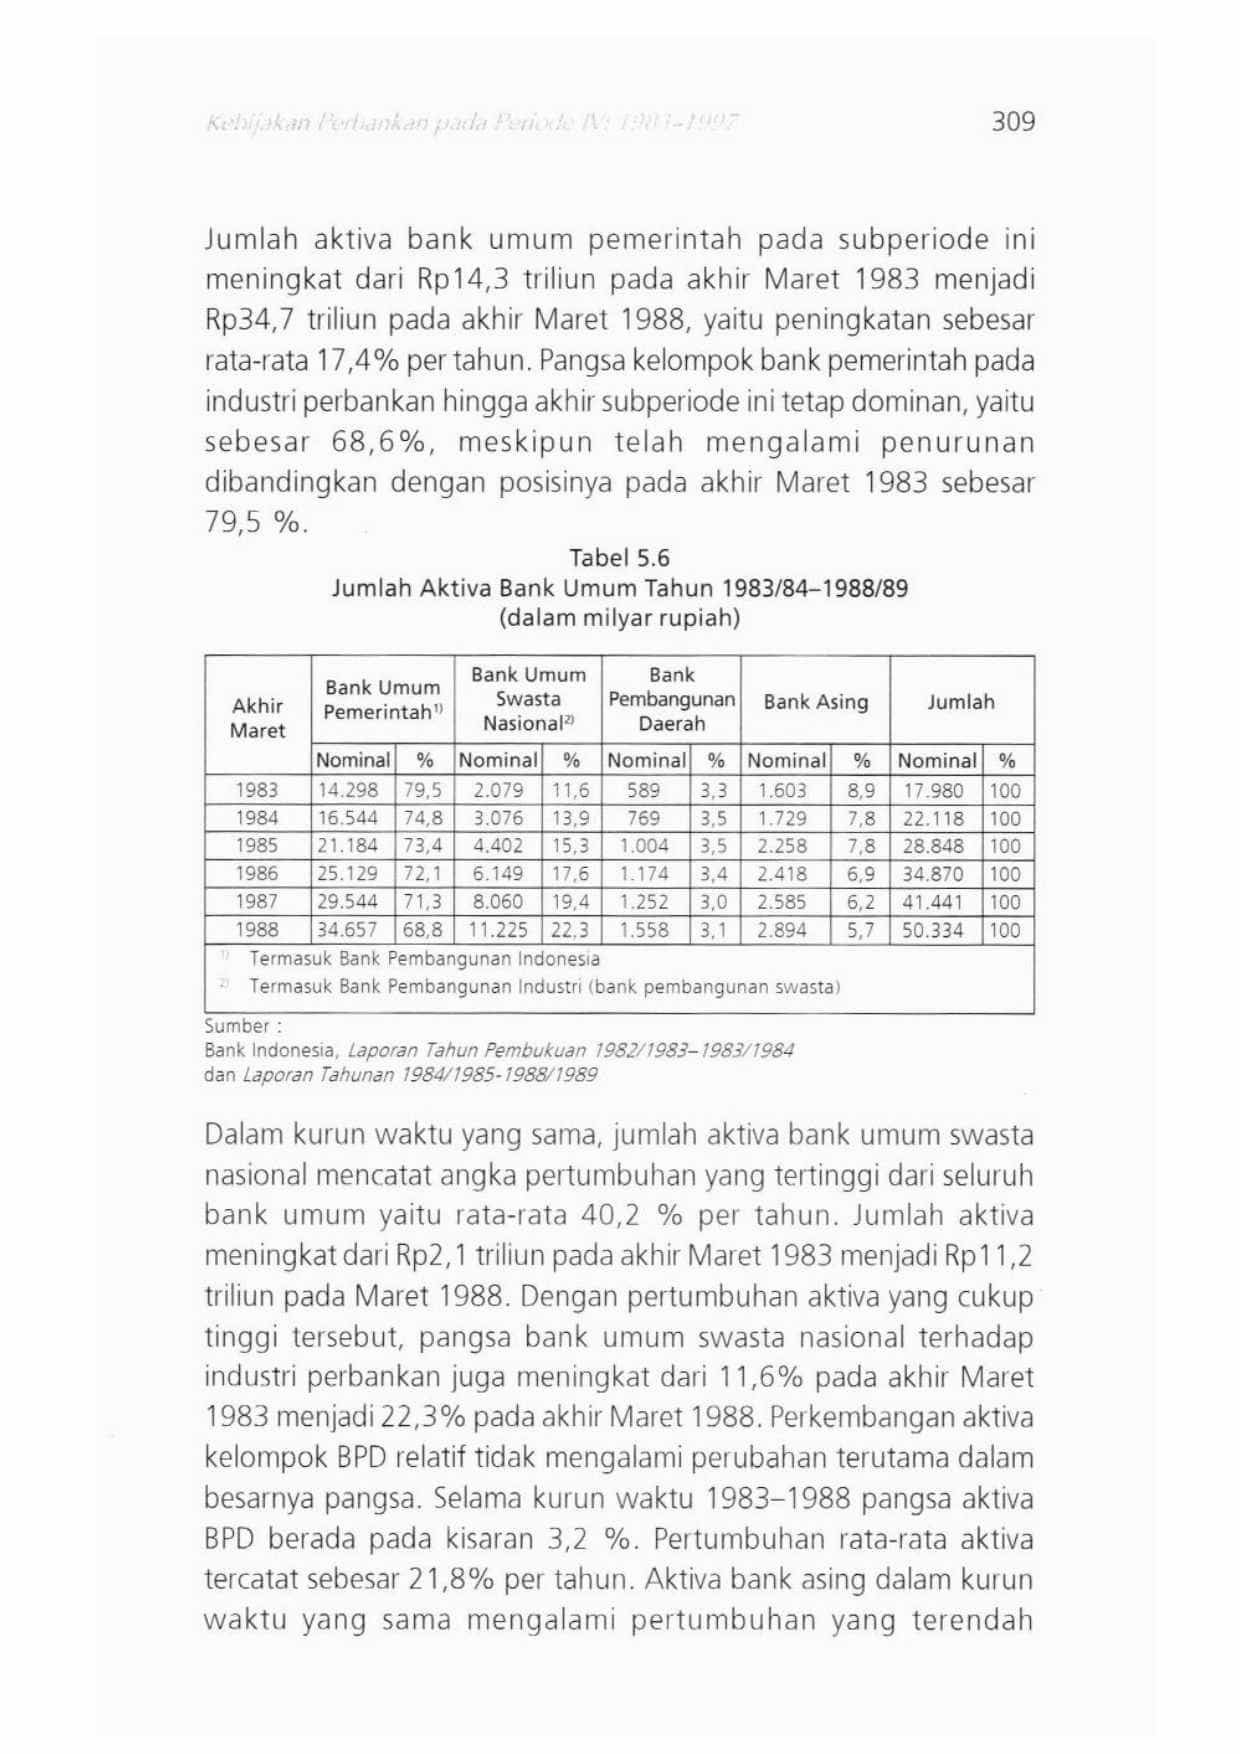 Kebijakan Perbankan pada Periode IV: 1983–1997 309
Jumlah aktiva bank umum pemerintah pada subperiode ini
meningkat dari Rp14,3 triliun pada akhir Maret 1983 menjadi
Rp34,7 triliun pada akhir Maret 1988, yaitu peningkatan sebesar
rata-rata 17,4% per tahun. Pangsa kelompok bank pemerintah pada
industri perbankan hingga akhir subperiode ini tetap dominan, yaitu
sebesar 68,6%, meskipun telah mengalami penurunan
dibandingkan dengan posisinya pada akhir Maret 1983 sebesar
79,5 %.
Tabel 5.6
Jumlah Aktiva Bank Umum Tahun 1983/84–1988/89
(dalam milyar rupiah)
Akhir Maret | Bank Umum Pemerintah¹⁾ | Bank Umum Swasta Nasional²⁾ | Bank Pembangunan Daerah | Bank Asing | Jumlah
Nominal % Nominal % Nominal % Nominal % Nominal %
1983 14.298 79,5 2.079 11,6 589 3,3 1.603 8,9 17.980 100
1984 16.544 74,8 3.076 13,9 769 3,5 1.729 7,8 22.118 100
1985 21.184 73,4 4.402 15,3 1.004 3,5 2.258 7,8 28.848 100
1986 25.129 72,1 6.149 17,6 1.174 3,4 2.418 6,9 34.870 100
1987 29.544 71,3 8.060 19,4 1.252 3,0 2.585 6,2 41.441 100
1988 34.657 68,8 11.225 22,3 1.558 3,1 2.894 5,7 50.334 100
¹⁾ Termasuk Bank Pembangunan Indonesia
²⁾ Termasuk Bank Pembangunan Industri (bank pembangunan swasta)
Sumber :
Bank Indonesia, Laporan Tahun Pembukuan 1982/1983–1983/1984
dan Laporan Tahunan 1984/1985-1988/1989
Dalam kurun waktu yang sama, jumlah aktiva bank umum swasta
nasional mencatat angka pertumbuhan yang tertinggi dari seluruh
bank umum yaitu rata-rata 40,2 % per tahun. Jumlah aktiva
meningkat dari Rp2,1 triliun pada akhir Maret 1983 menjadi Rp11,2
triliun pada Maret 1988. Dengan pertumbuhan aktiva yang cukup
tinggi tersebut, pangsa bank umum swasta nasional terhadap
industri perbankan juga meningkat dari 11,6% pada akhir Maret
1983 menjadi 22,3% pada akhir Maret 1988. Perkembangan aktiva
kelompok BPD relatif tidak mengalami perubahan terutama dalam
besarnya pangsa. Selama kurun waktu 1983–1988 pangsa aktiva
BPD berada pada kisaran 3,2 %. Pertumbuhan rata-rata aktiva
tercatat sebesar 21,8% per tahun. Aktiva bank asing dalam kurun
waktu yang sama mengalami pertumbuhan yang terendah